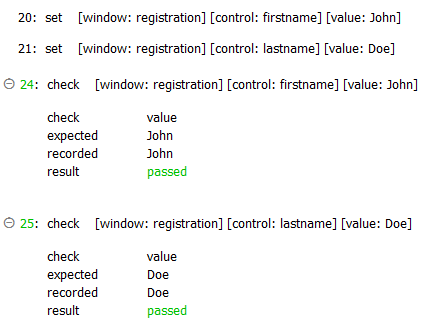 20: set [window: registration] [control: firstname] [value: John]
21: set [window: registration] [control: lastname] [value: Doe]
24: check [window: registration] [control: firstname] [value: John]
check value
expected John
recorded John
result passed
25: check [window: registration] [control: lastname] [value: Doe]
check value
expected Doe
recorded Doe
result passed